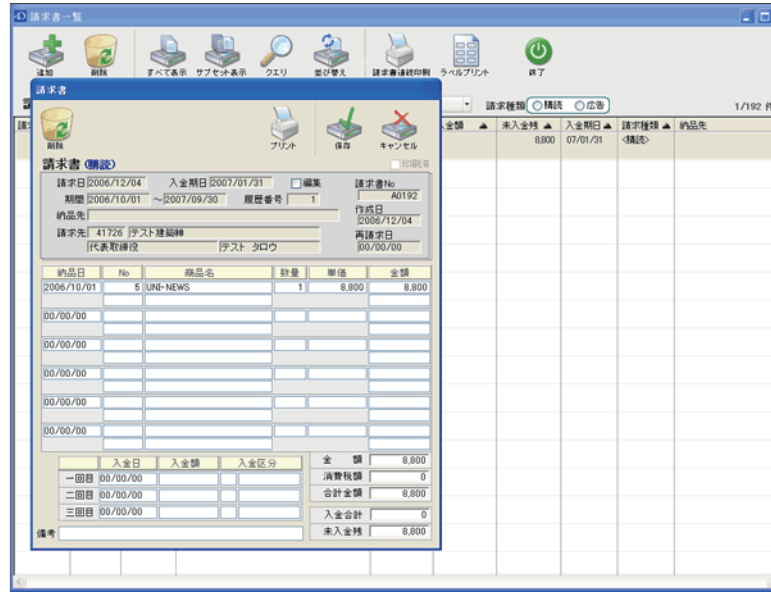 請求書一覧
追加 削除 すべて表示 サブセット表示 クエリ 並び替え 請求書連続印刷 ラベルプリント 終了
請求種類 購読 広告 1/192 件
入金額 未入金残 入金期日 請求種類 納品先
8,800 07/01/31 <購読>
請求書
削除 プリント 保存 キャンセル
請求書 (購読) 印刷済
請求日 2006/12/04 入金期日 2007/01/31 編集 請求書No
A0192
期間 2006/10/01 ～2007/09/30 履歴番号 1
作成日
2006/12/04
納品先
請求先 41726 テスト建築㈱
再請求日
代表取締役 テスト タロウ 00/00/00
納品日 No 商品名 数量 単価 金額
2006/10/01 5 UNI-NEWS 1 8,800 8,800
00/00/00
00/00/00
00/00/00
00/00/00
00/00/00
入金日 入金額 入金区分
一回目 00/00/00
二回目 00/00/00
三回目 00/00/00
備考
金 額 8,800
消費税額 0
合計金額 8,800
入金合計 0
未入金残 8,800